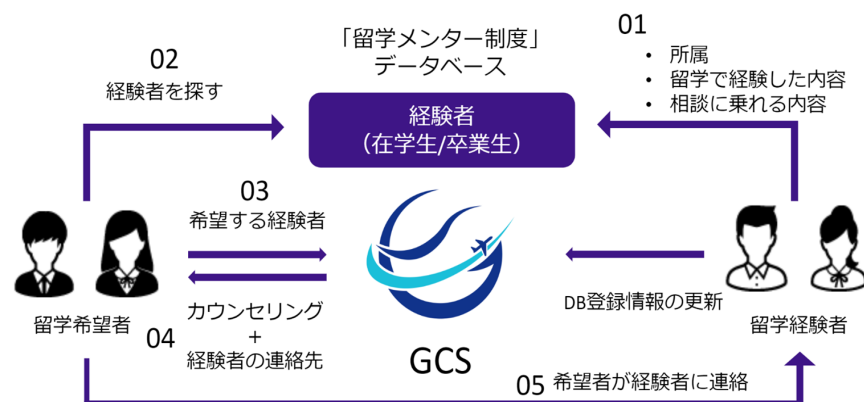 「留学メンター制度」
データベース
01
• 所属
• 留学で経験した内容
• 相談に乗れる内容
02
経験者を探す
経験者
（在学生/卒業生）
03
希望する経験者
04
カウンセリング
+
経験者の連絡先
留学希望者
GCS
DB登録情報の更新
留学経験者
05 希望者が経験者に連絡